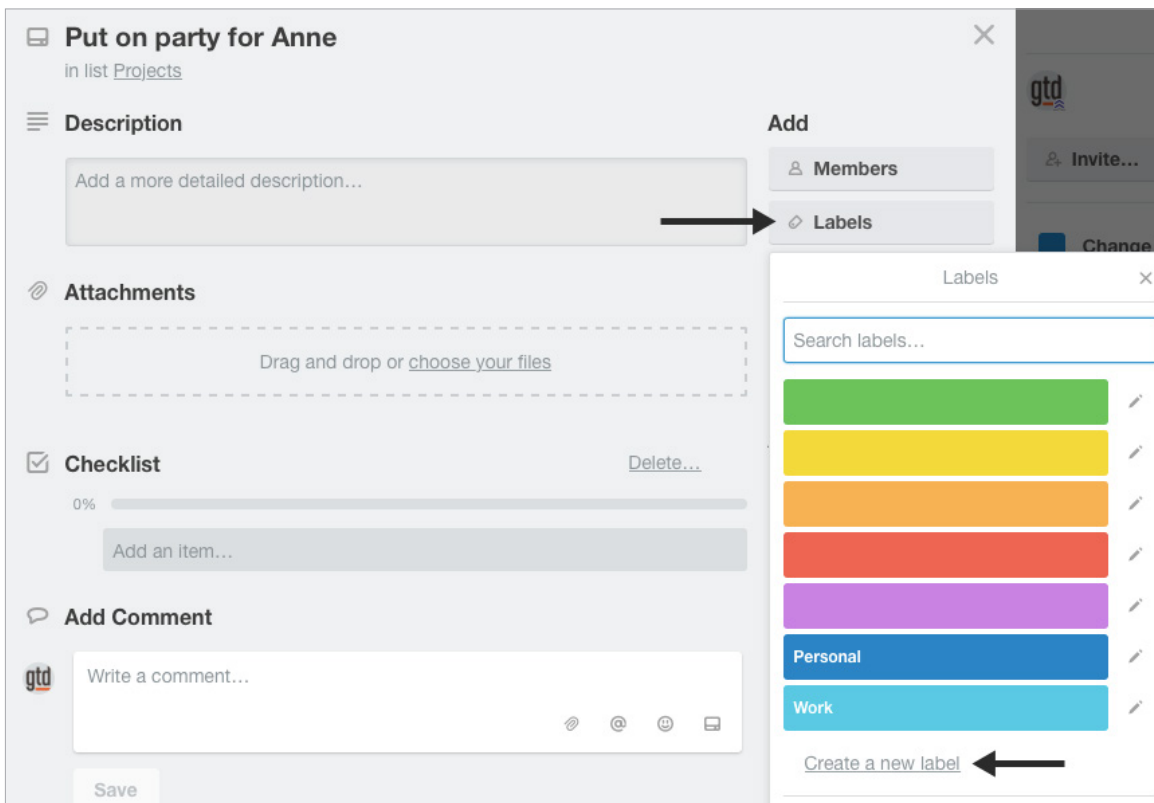 Put on party for Anne
in list Projects
Description
Add a more detailed description…
Attachments
Drag and drop or choose your files
Checklist
Delete…
0%
Add an item…
Add Comment
gtd
Write a comment…
@
Save
Add
Members
Labels
Labels
Search labels…
Personal
Work
Create a new label
gtd
Invite…
Change